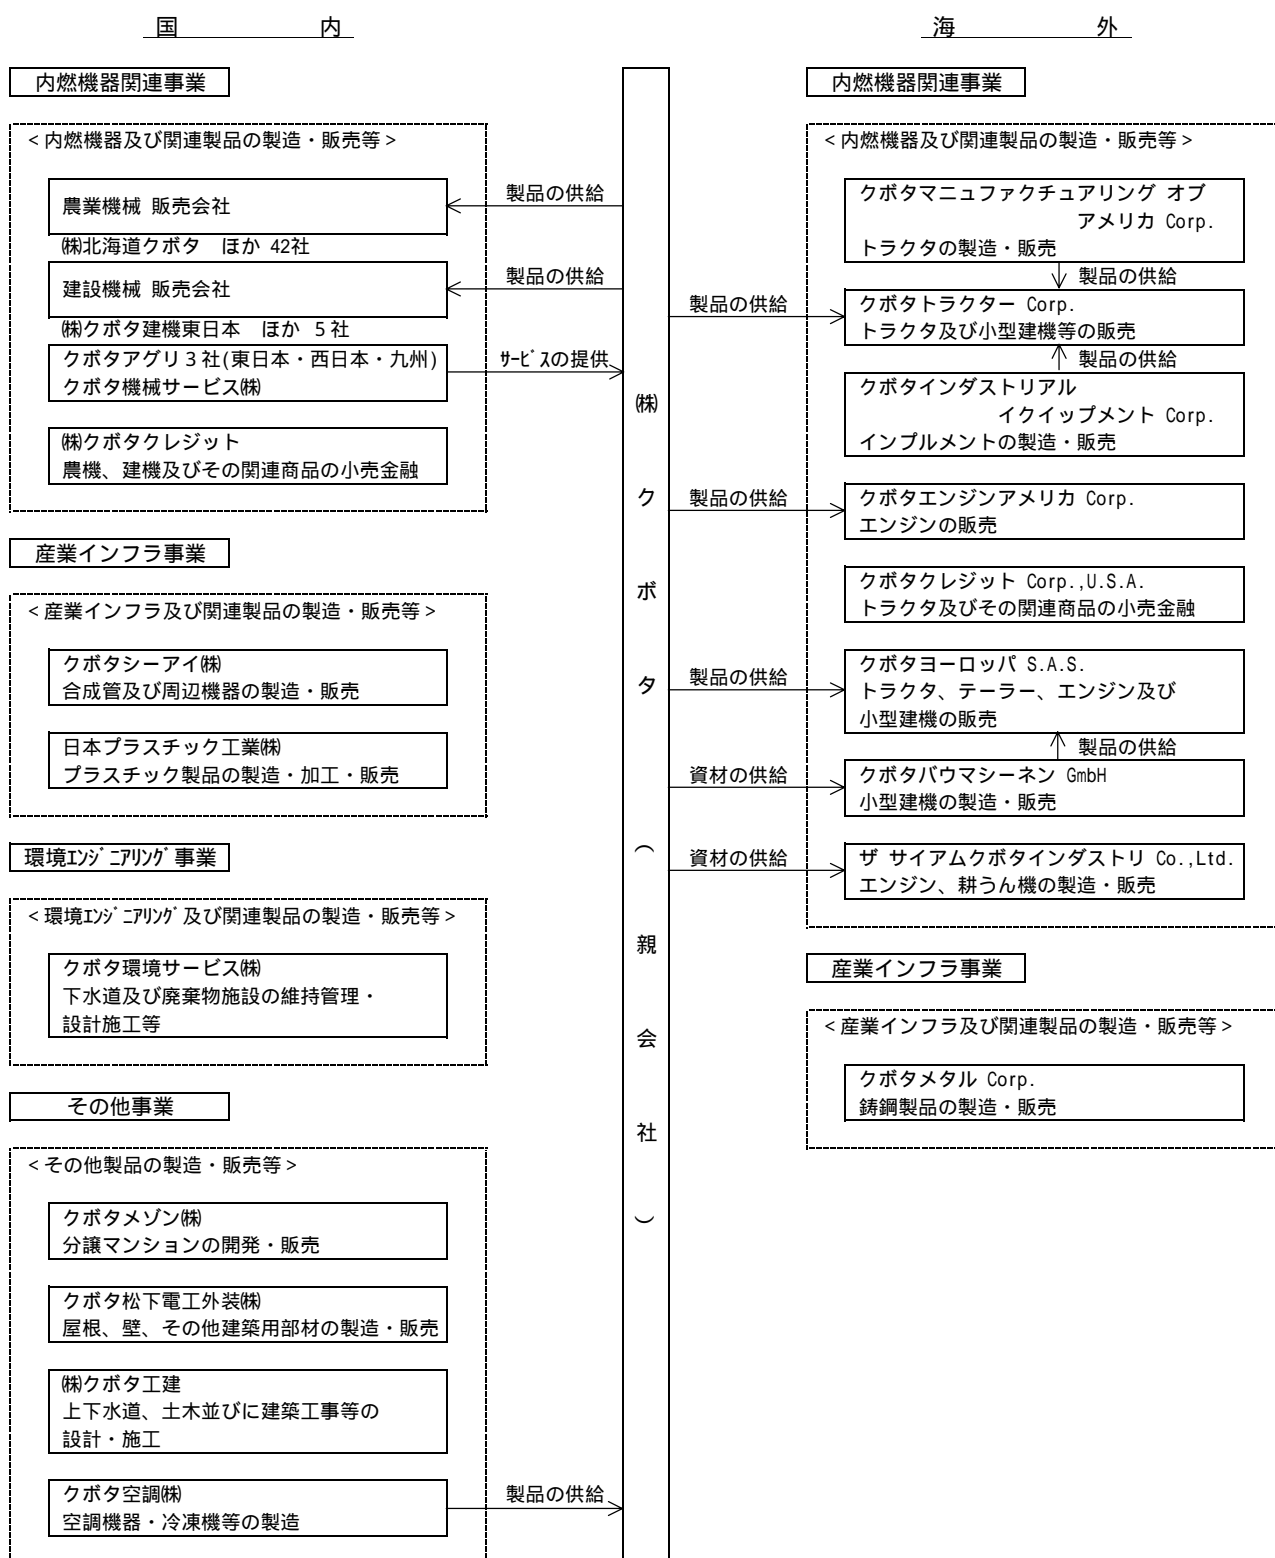 国　　　内
内燃機器関連事業
<内燃機器及び関連製品の製造・販売等>
農業機械 販売会社
㈱北海道クボタ　ほか 42社
製品の供給
建設機械 販売会社
㈱クボタ建機東日本　ほか 5社
製品の供給
クボタアグリ3社(東日本・西日本・九州)
クボタ機械サービス㈱
ｻｰﾋﾞｽの提供
㈱クボタクレジット
農機、建機及びその関連商品の小売金融
産業インフラ事業
<産業インフラ及び関連製品の製造・販売等>
クボタシーアイ㈱
合成管及び周辺機器の製造・販売
日本プラスチック工業㈱
プラスチック製品の製造・加工・販売
環境ｴﾝｼﾞﾆｱﾘﾝｸﾞ事業
<環境ｴﾝｼﾞﾆｱﾘﾝｸﾞ及び関連製品の製造・販売等>
クボタ環境サービス㈱
下水道及び廃棄物施設の維持管理・
設計施工等
その他事業
<その他製品の製造・販売等>
クボタメゾン㈱
分譲マンションの開発・販売
クボタ松下電工外装㈱
屋根、壁、その他建築用部材の製造・販売
㈱クボタ工建
上下水道、土木並びに建築工事等の
設計・施工
クボタ空調㈱
空調機器・冷凍機等の製造
製品の供給
㈱クボタ（親会社）
海　　　外
内燃機器関連事業
<内燃機器及び関連製品の製造・販売等>
クボタマニュファクチュアリング オブ
アメリカ Corp.
トラクタの製造・販売
製品の供給
製品の供給
クボタトラクター Corp.
トラクタ及び小型建機等の販売
製品の供給
クボタインダストリアル
イクイップメント Corp.
インプルメントの製造・販売
製品の供給
クボタエンジンアメリカ Corp.
エンジンの販売
クボタクレジット Corp.,U.S.A.
トラクタ及びその関連商品の小売金融
製品の供給
クボタヨーロッパ S.A.S.
トラクタ、テーラー、エンジン及び
小型建機の販売
製品の供給
資材の供給
クボタバウマシーネン GmbH
小型建機の製造・販売
資材の供給
ザ サイアムクボタインダストリ Co.,Ltd.
エンジン、耕うん機の製造・販売
産業インフラ事業
<産業インフラ及び関連製品の製造・販売等>
クボタメタル Corp.
鋳鋼製品の製造・販売